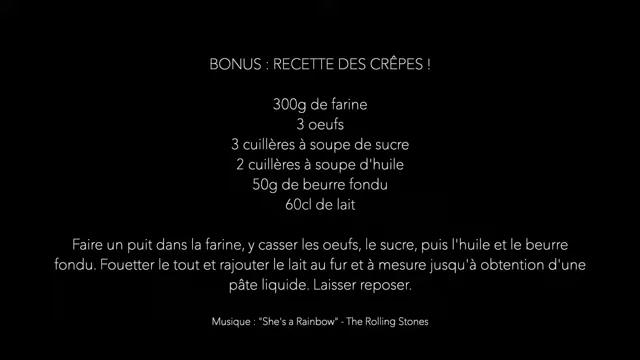 BONUS : RECETTE DES CRÊPES !
300g de farine
3 oeufs
3 cuillères à soupe de sucre
2 cuillères à soupe d'huile
50g de beurre fondu
60cl de lait
Faire un puit dans la farine, y casser les oeufs, le sucre, puis l'huile et le beurre
fondu. Fouetter le tout et rajouter le lait au fur et à mesure jusqu'à obtention d'une
pâte liquide. Laisser reposer.
Musique : "She's a Rainbow" - The Rolling Stones